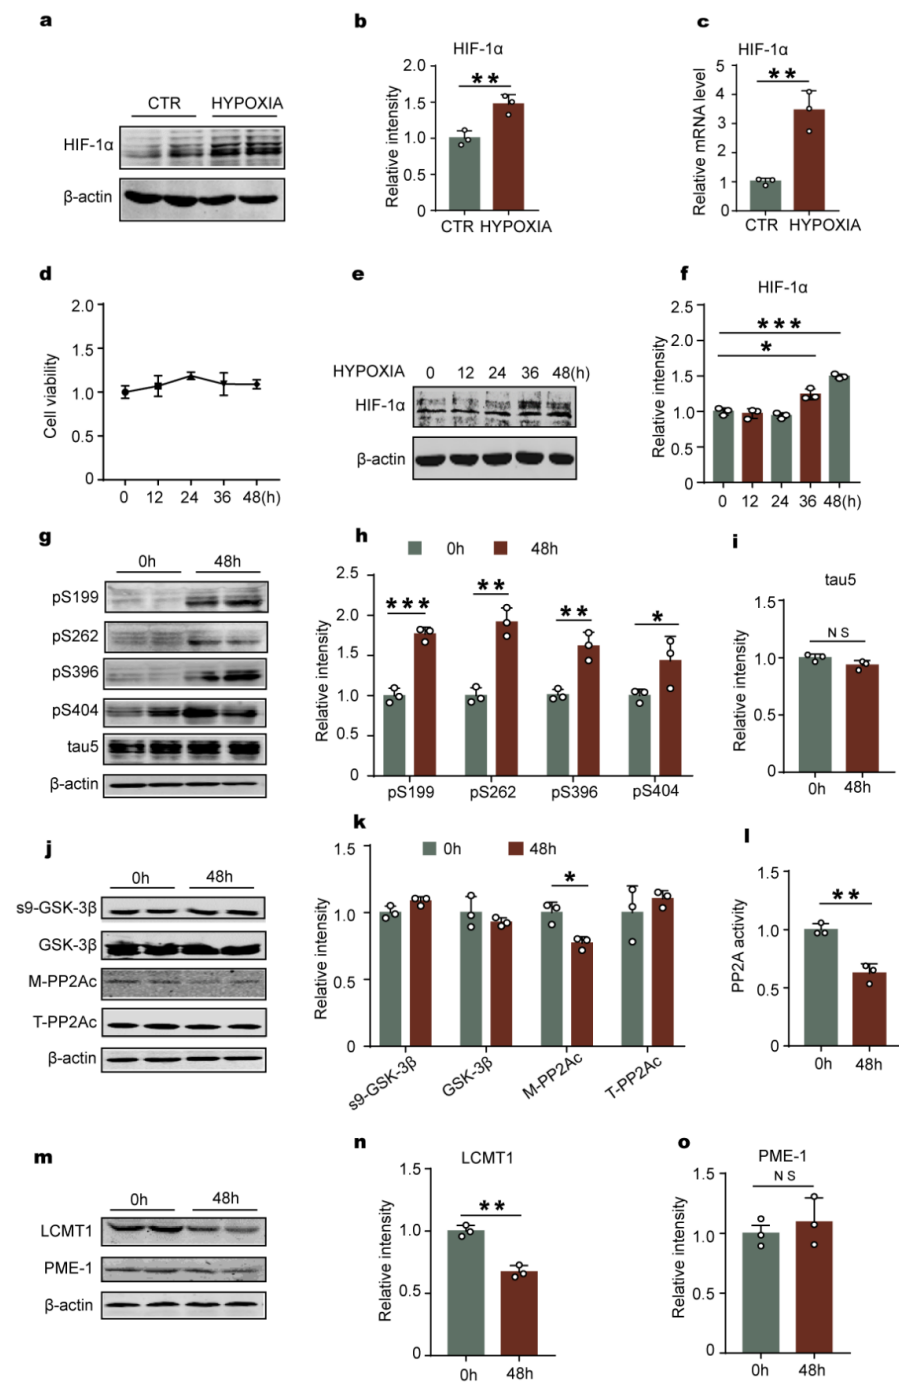 a
CTR HYPOXIA
HIF-1α
β-actin
b
HIF-1α
Relative intensity
2.0
1.5
1.0
0.5
0
**
CTR HYPOXIA
c
HIF-1α
Relative mRNA level
5
4
3
2
1
0
**
CTR HYPOXIA
d
Cell viability
2.0
1.5
1.0
0.5
0
0 12 24 36 48(h)
e
HYPOXIA 0 12 24 36 48(h)
HIF-1α
β-actin
f
HIF-1α
Relative intensity
2.5
2.0
1.5
1.0
0.5
0
***
*
0 12 24 36 48(h)
g
0h 48h
pS199
pS262
pS396
pS404
tau5
β-actin
h
0h 48h
Relative intensity
2.5
2.0
1.5
1.0
0.5
0
*** ** ** *
pS199 pS262 pS396 pS404
i
tau5
Relative intensity
1.5
1.0
0.5
0
NS
0h 48h
j
0h 48h
s9-GSK-3β
GSK-3β
M-PP2Ac
T-PP2Ac
β-actin
k
0h 48h
Relative intensity
1.5
1.0
0.5
0
*
s9-GSK-3β GSK-3β M-PP2Ac T-PP2Ac
l
PP2A activity
1.5
1.0
0.5
0
**
0h 48h
m
0h 48h
LCMT1
PME-1
β-actin
n
LCMT1
Relative intensity
1.5
1.0
0.5
0
**
0h 48h
o
PME-1
Relative intensity
1.5
1.0
0.5
0
NS
0h 48h